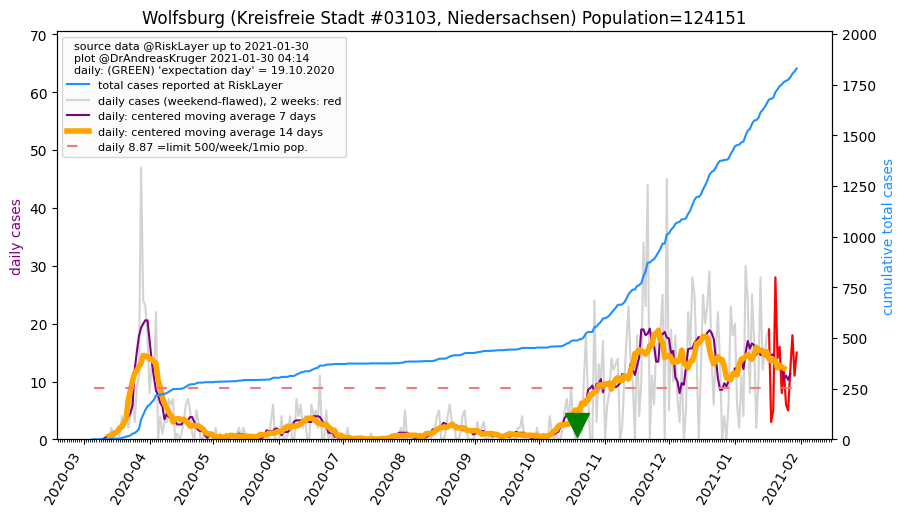 Wolfsburg (Kreisfreie Stadt #03103, Niedersachsen) Population=124151
source data @RiskLayer up to 2021-01-30
plot @DrAndreasKruger 2021-01-30 04:14
daily: (GREEN) 'expectation day' = 19.10.2020
total cases reported at RiskLayer
daily cases (weekend-flawed), 2 weeks: red
daily: centered moving average 7 days
daily: centered moving average 14 days
daily 8.87 =limit 500/week/1mio pop.
daily cases
70
60
50
40
30
20
10
0
cumulative total cases
2000
1750
1500
1250
1000
750
500
250
0
2020-03
2020-04
2020-05
2020-06
2020-07
2020-08
2020-09
2020-10
2020-11
2020-12
2021-01
2021-02